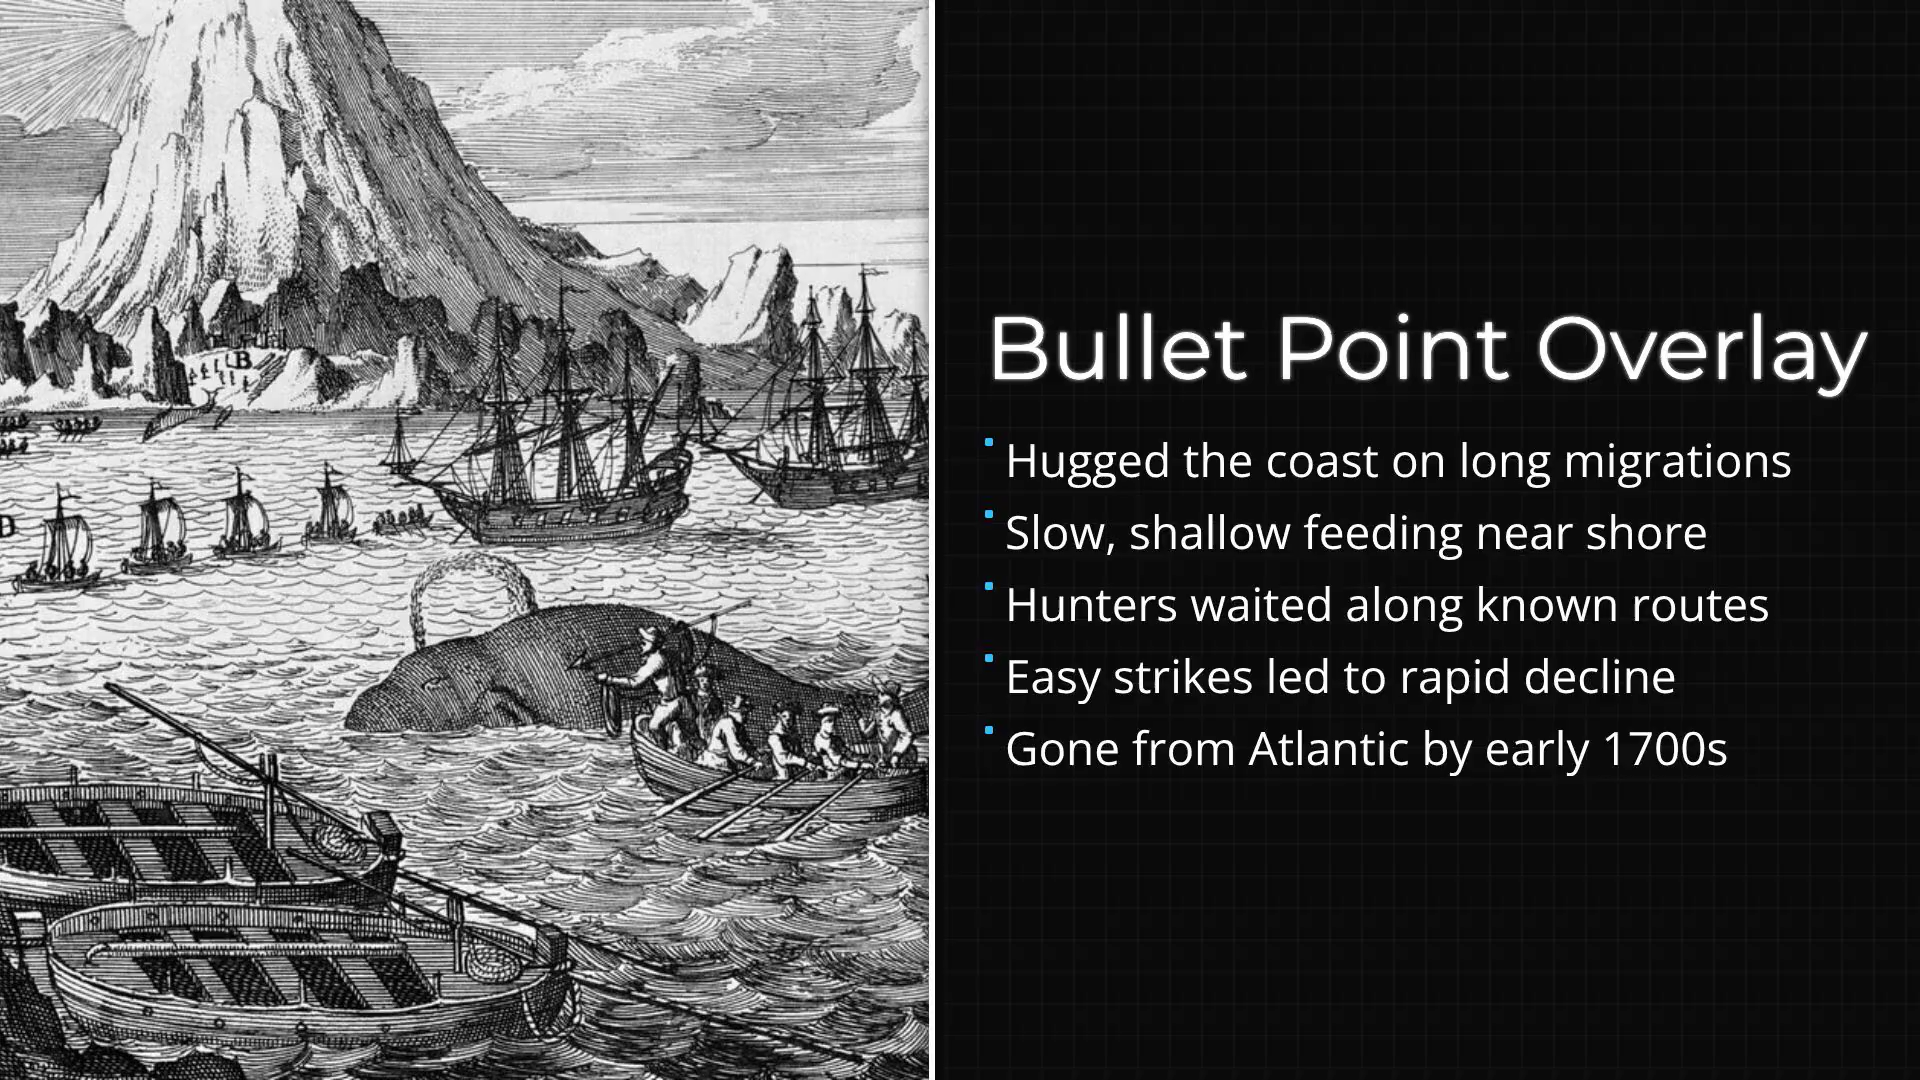 B
D
Bullet Point Overlay
Hugged the coast on long migrations
Slow, shallow feeding near shore
Hunters waited along known routes
Easy strikes led to rapid decline
Gone from Atlantic by early 1700s